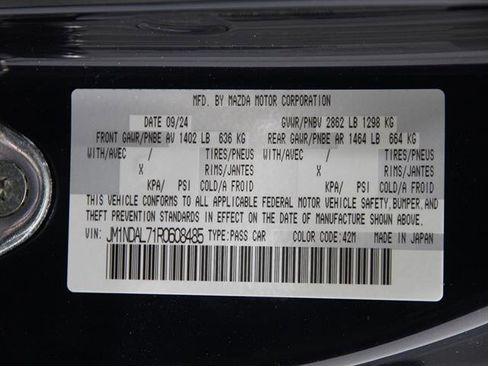 MFD. BY MAZDA MOTOR CORPORATION
DATE 09/24 GVWR/PNBV 2862 LB 1298 KG
FRONT GAWR/PNBE AV 1402 LB 636 KG REAR GAWR/PNBE AR 1464 LB 664 KG
WITH/AVEC / TIRES/PNEUS WITH/AVEC / TIRES/PNEUS
X RIMS/JANTES X RIMS/JANTES
KPA/ PSI COLD/A FROID KPA/ PSI COLD/A FROID
THIS VEHICLE CONFORMS TO ALL APPLICABLE FEDERAL MOTOR VEHICLE SAFETY,BUMPER,AND
THEFT PREVENTION STANDARDS IN EFFECT ON THE DATE OF MANUFACTURE SHOWN ABOVE.
VIN: JM1NDAL71R0608485 TYPE:PASS CAR COLOR CODE:42M MADE IN JAPAN